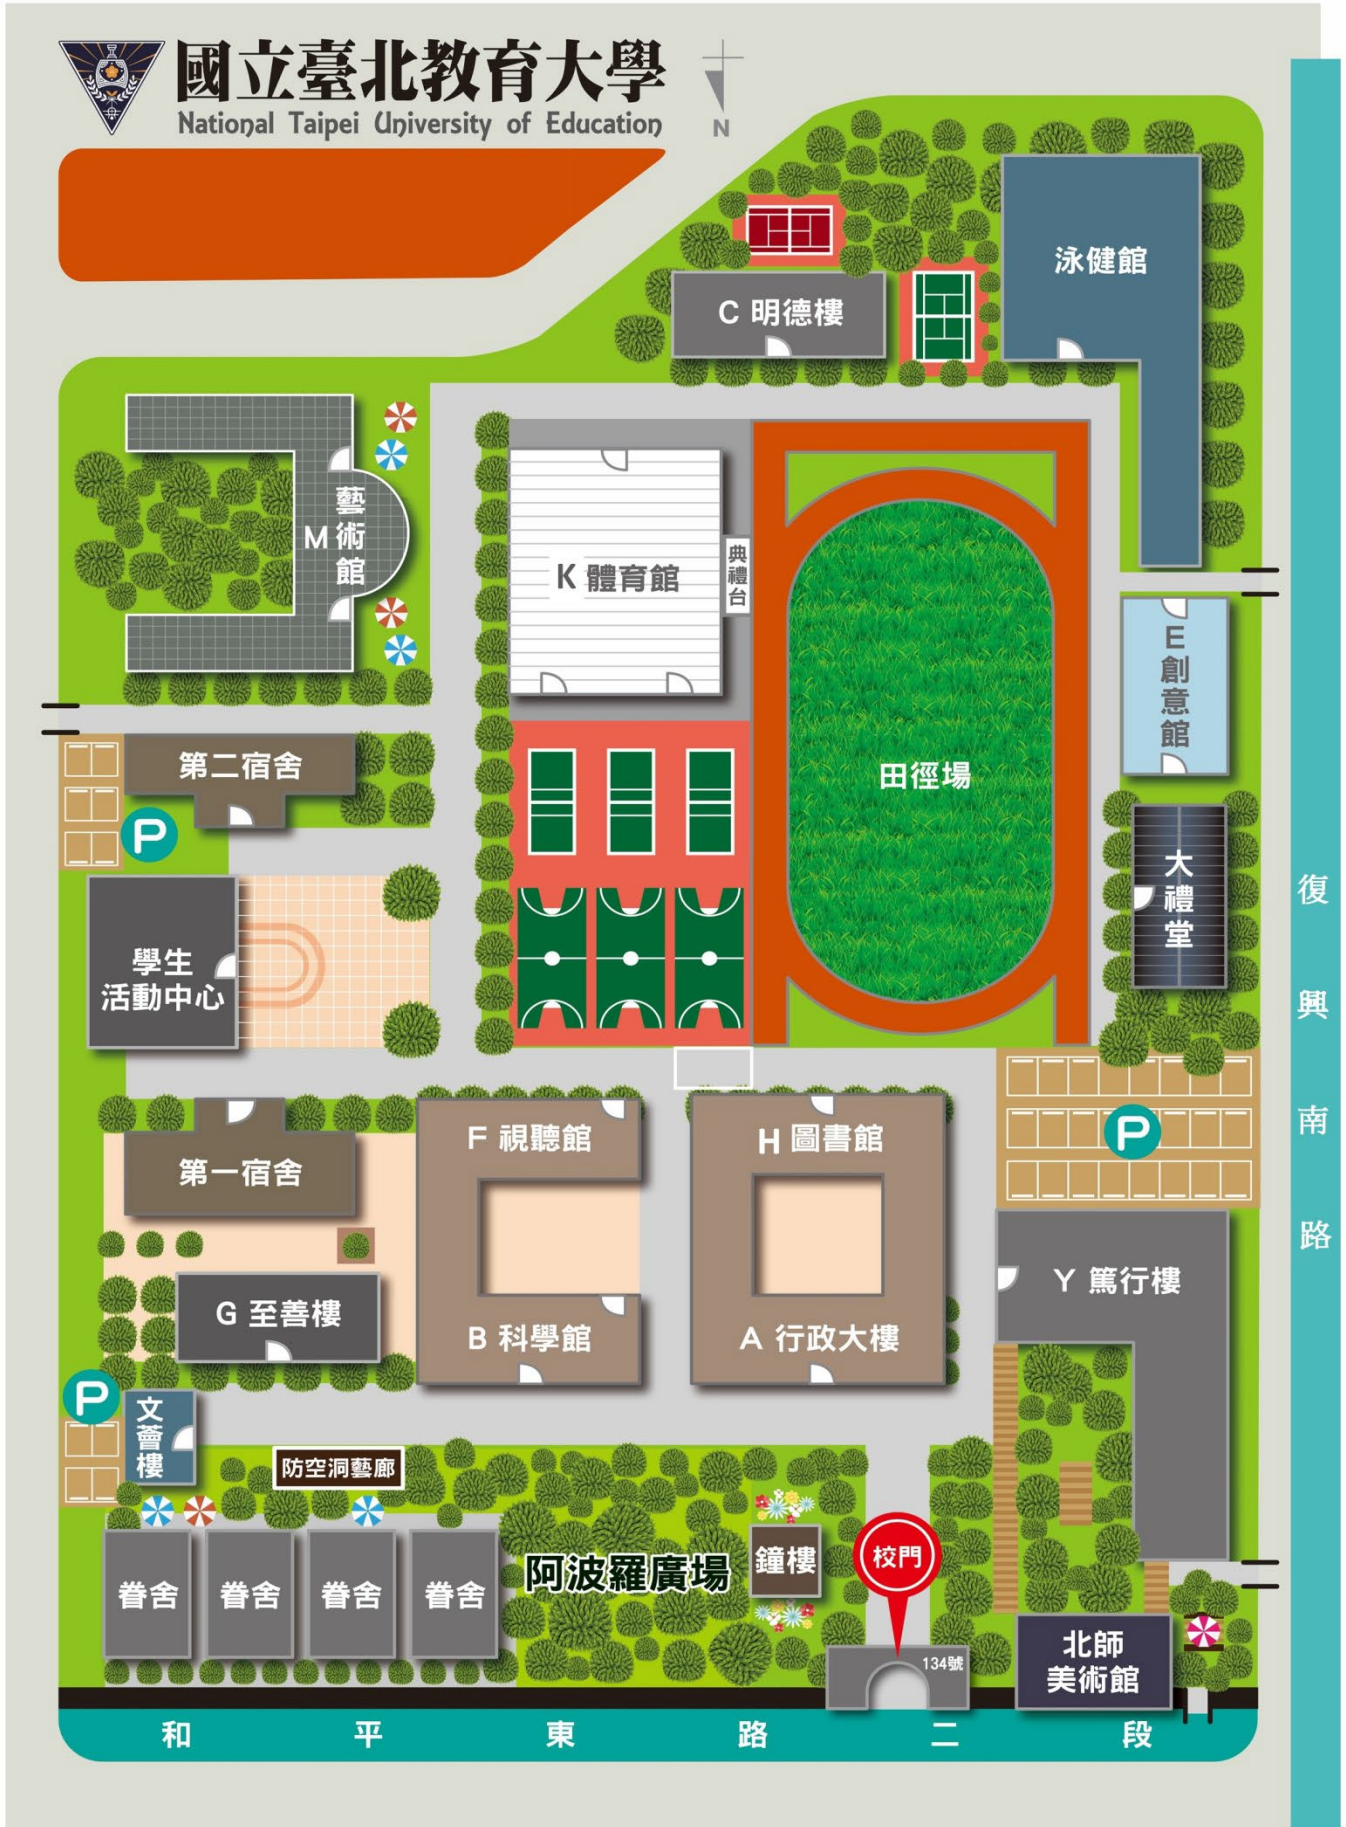 國立臺北教育大學
National Taipei University of Education
N
泳健館
C 明德樓
M 藝術館
K 體育館
典禮台
E 創意館
第二宿舍
P
田徑場
大禮堂
復興南路
學生
活動中心
P
F 視聽館
H 圖書館
第一宿舍
Y 篤行樓
G 至善樓
B 科學館
A 行政大樓
P
文薈樓
防空洞藝廊
阿波羅廣場
鐘樓
校門
眷舍
眷舍
眷舍
眷舍
134號
北師
美術館
和平東路二段